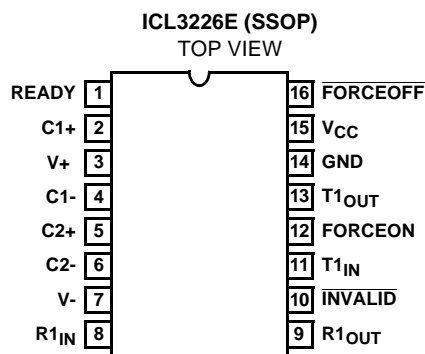 ICL3226E (SSOP)
TOP VIEW
READY 1 16 FORCEOFF
C1+ 2 15 VCC
V+ 3 14 GND
C1- 4 13 T1OUT
C2+ 5 12 FORCEON
C2- 6 11 T1IN
V- 7 10 INVALID
R1IN 8 9 R1OUT